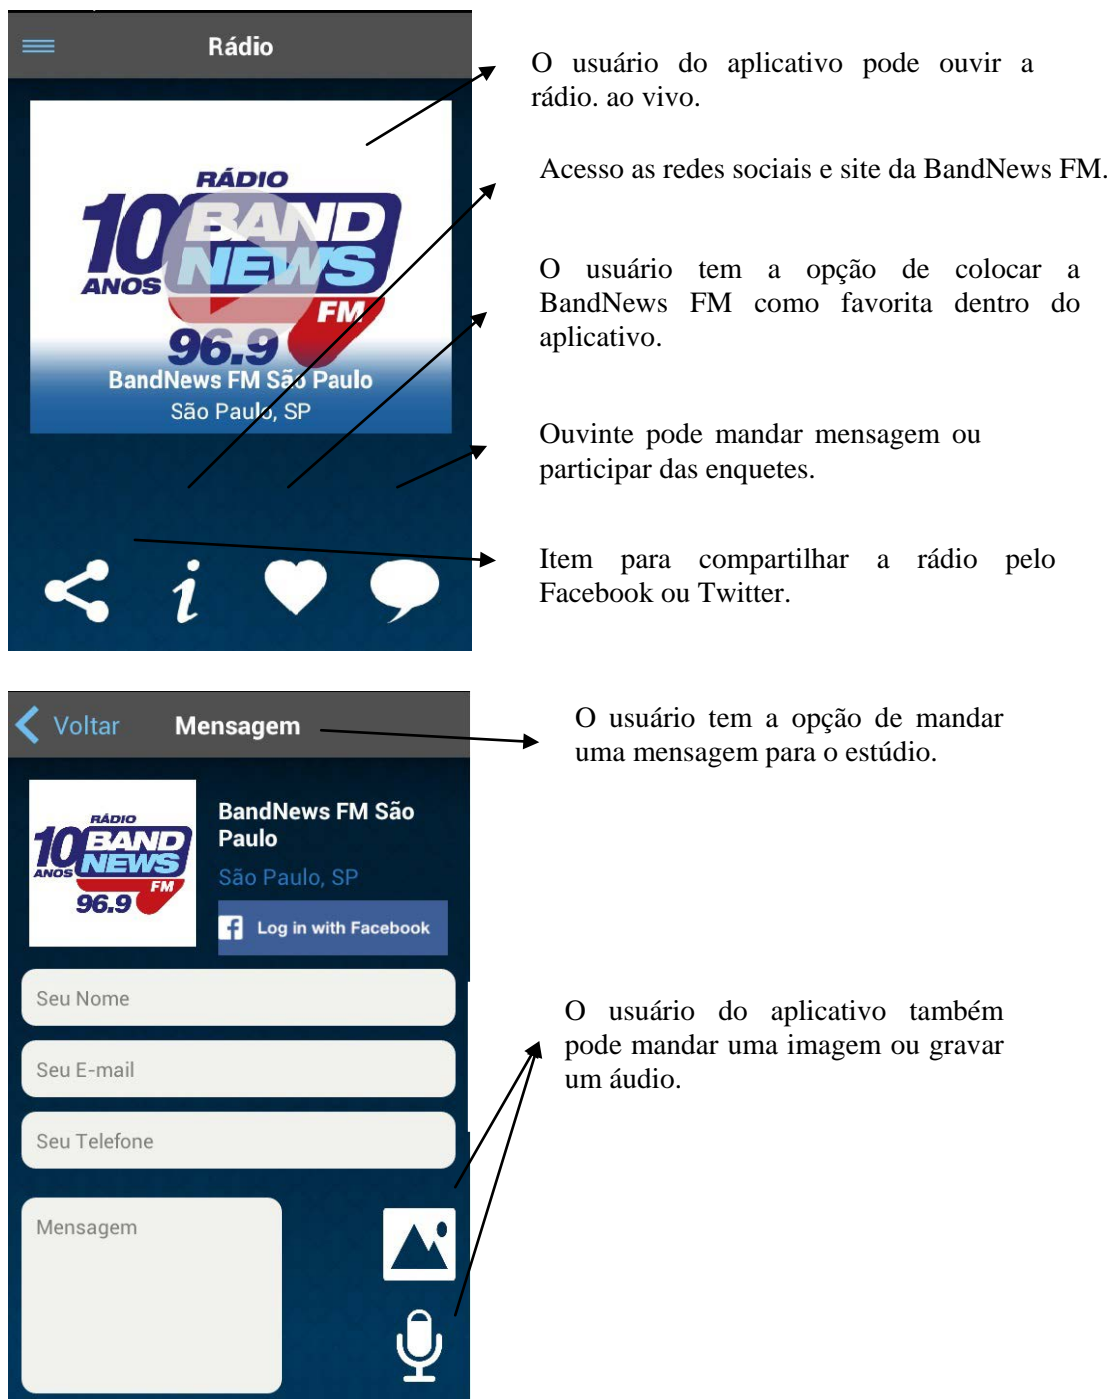 Rádio
O usuário do aplicativo pode ouvir a
rádio. ao vivo.
Acesso as redes sociais e site da BandNews FM.
RÁDIO
10 BAND
ANOS NEWS
FM
96.9
BandNews FM São Paulo
São Paulo, SP
O usuário tem a opção de colocar a
BandNews FM como favorita dentro do
aplicativo.
Ouvinte pode mandar mensagem ou
participar das enquetes.
Item para compartilhar a rádio pelo
Facebook ou Twitter.
i
Voltar Mensagem
O usuário tem a opção de mandar
uma mensagem para o estúdio.
RÁDIO
10 BAND
ANOS NEWS
FM
96.9
BandNews FM São
Paulo
São Paulo, SP
f Log in with Facebook
Seu Nome
Seu E-mail
Seu Telefone
Mensagem
O usuário do aplicativo também
pode mandar uma imagem ou gravar
um áudio.